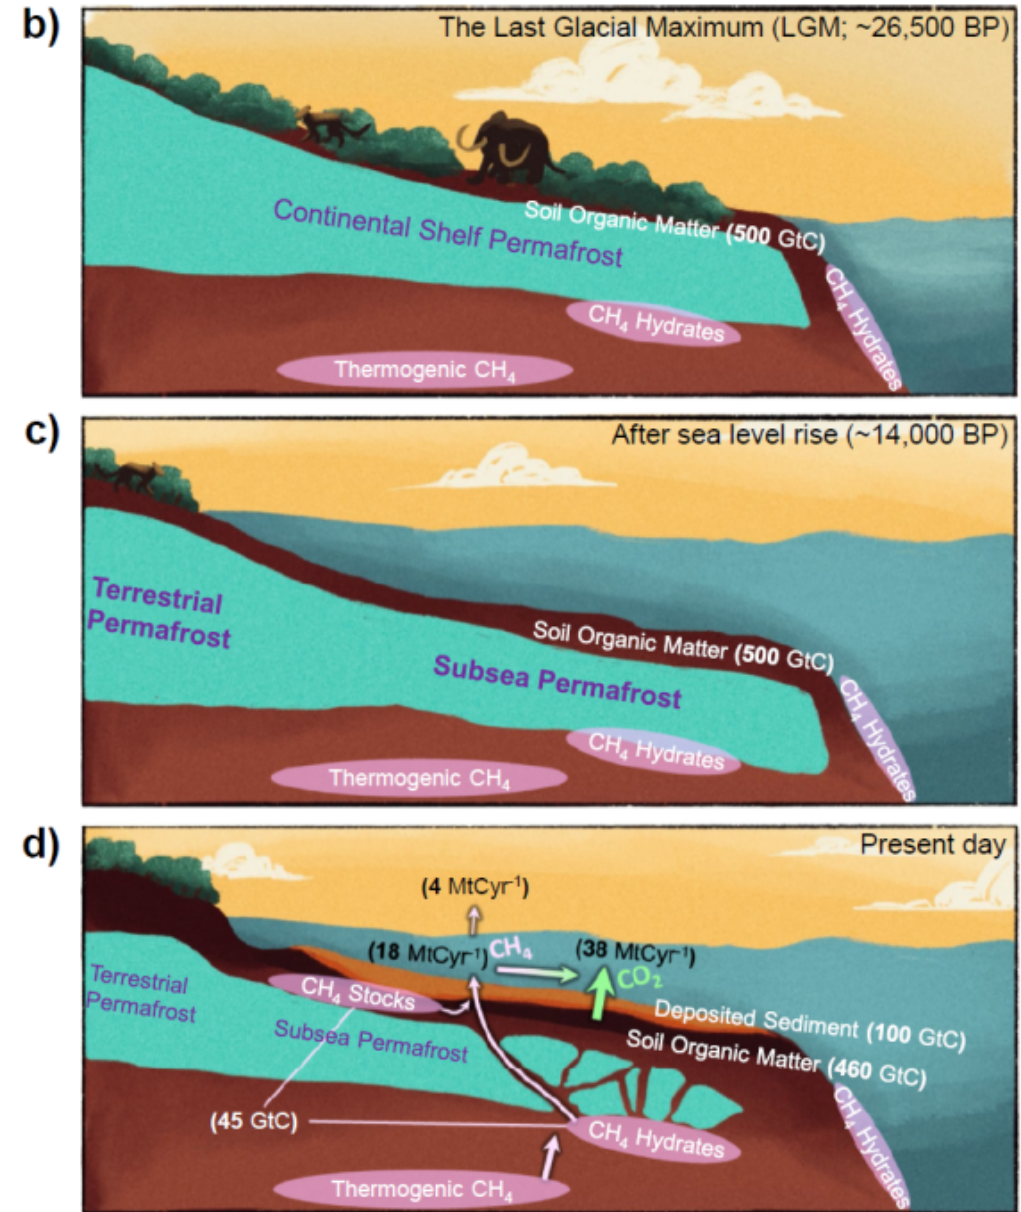 b)
The Last Glacial Maximum (LGM; ~26,500 BP)
Continental Shelf Permafrost
Soil Organic Matter (500 GtC)
CH₄ Hydrates
CH₄ Hydrates
Thermogenic CH₄
c)
After sea level rise (~14,000 BP)
Terrestrial
Permafrost
Soil Organic Matter (500 GtC)
Subsea Permafrost
CH₄ Hydrates
CH₄ Hydrates
Thermogenic CH₄
d)
Present day
(4 MtCyr⁻¹)
(18 MtCyr⁻¹)
CH₄
(38 MtCyr⁻¹)
CO₂
Terrestrial
Permafrost
CH₄ Stocks
Deposited Sediment (100 GtC)
Subsea Permafrost
Soil Organic Matter (460 GtC)
(45 GtC)
CH₄ Hydrates
CH₄ Hydrates
Thermogenic CH₄